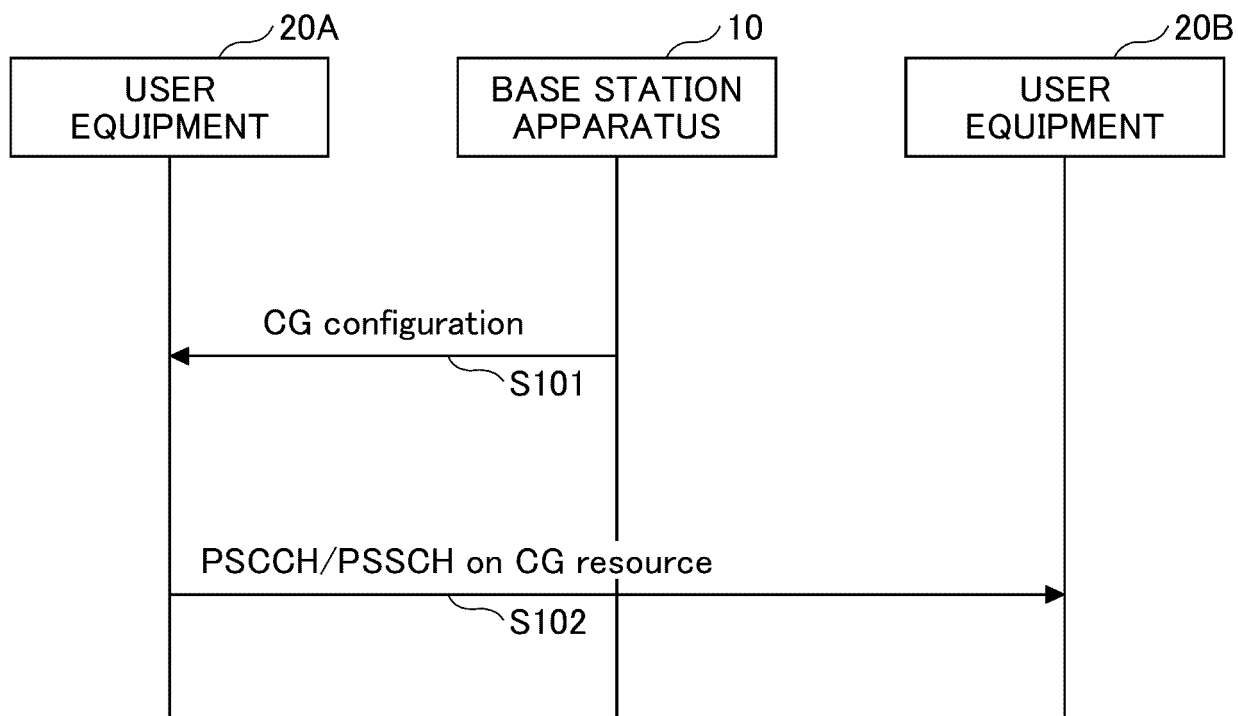 20A
10
20B
USER
EQUIPMENT
BASE STATION
APPARATUS
USER
EQUIPMENT
CG configuration
S101
PSCCH/PSSCH on CG resource
S102